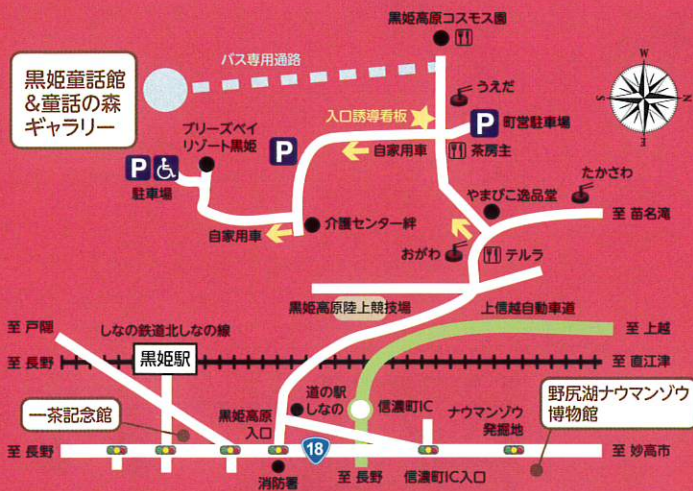 黒姫高原コスモス園
バス専用通路
黒姫童話館
&童話の森
ギャラリー
W
S
N
E
うえだ
入口誘導看板
P
町営駐車場
ブリーズベイ
リゾート黒姫
P
自家用車
茶房主
P
駐車場
たかさわ
やまびこ逸品堂
至 苗名滝
自家用車
介護センター絆
おがわ
テルラ
黒姫高原陸上競技場
上信越自動車道
至 戸隠
しなの鉄道北しなの線
至 上越
至 長野
黒姫駅
至 直江津
一茶記念館
黒姫高原
入口
道の駅
しなの
信濃町IC
ナウマンゾウ
発掘地
野尻湖ナウマンゾウ
博物館
至 長野
18
至 妙高市
消防署
至 長野
信濃町IC入口